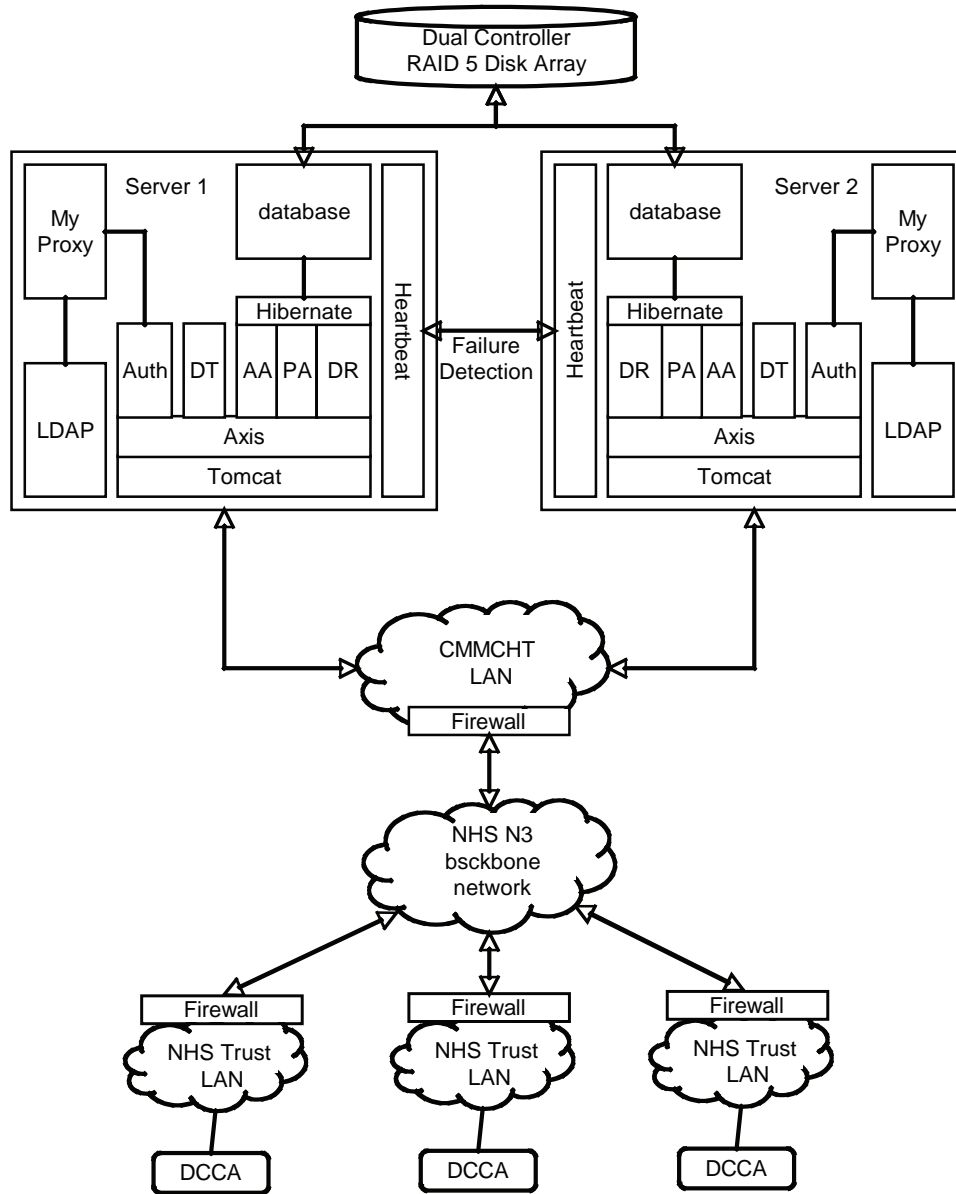 Dual Controller
RAID 5 Disk Array
Server 1
My
Proxy
database
Heartbeat
Hibernate
Auth
DT
AA
PA
DR
LDAP
Axis
Tomcat
Failure
Detection
Server 2
Heartbeat
database
My
Proxy
Hibernate
DR
PA
AA
DT
Auth
LDAP
Axis
Tomcat
CMMCHT
LAN
Firewall
NHS N3
bsckbone
network
Firewall
NHS Trust
LAN
DCCA
Firewall
NHS Trust
LAN
DCCA
Firewall
NHS Trust
LAN
DCCA